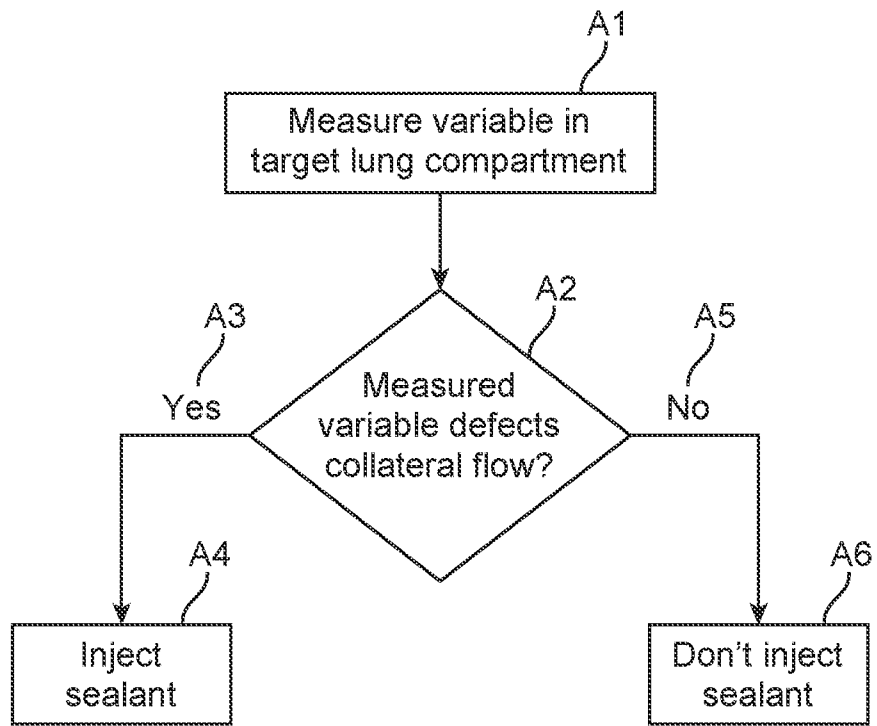 A1
Measure variable in
target lung compartment
A2
A3
A5
Yes
Measured
variable defects
collateral flow?
No
A4
A6
Inject
sealant
Don't inject
sealant